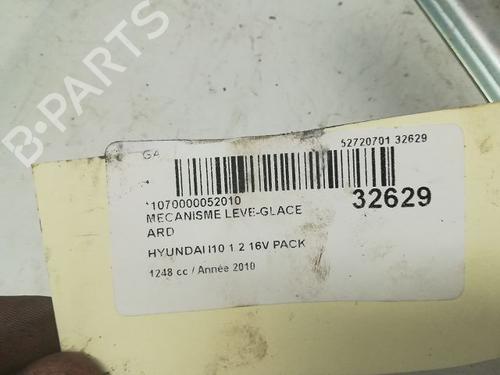 B-PARTS
GA
52720701 32629
*1070000052010
32629
MECANISME LEVE-GLACE
ARD
HYUNDAI I10 1 2 16V PACK
1248 cc / Année 2010